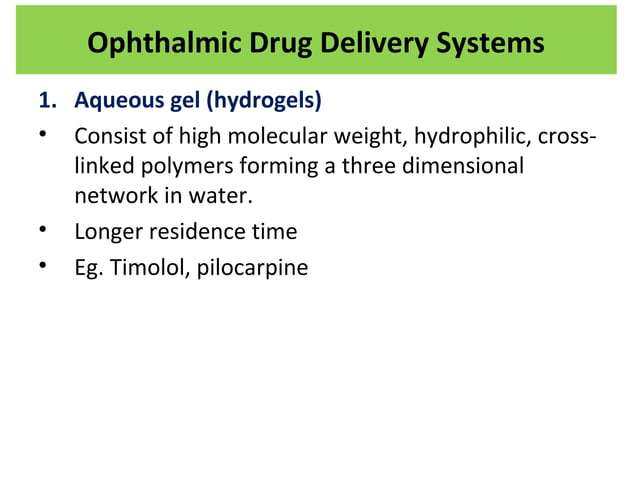 Ophthalmic Drug Delivery Systems
1. Aqueous gel (hydrogels)
• Consist of high molecular weight, hydrophilic, cross-
linked polymers forming a three dimensional
network in water.
• Longer residence time
• Eg. Timolol, pilocarpine